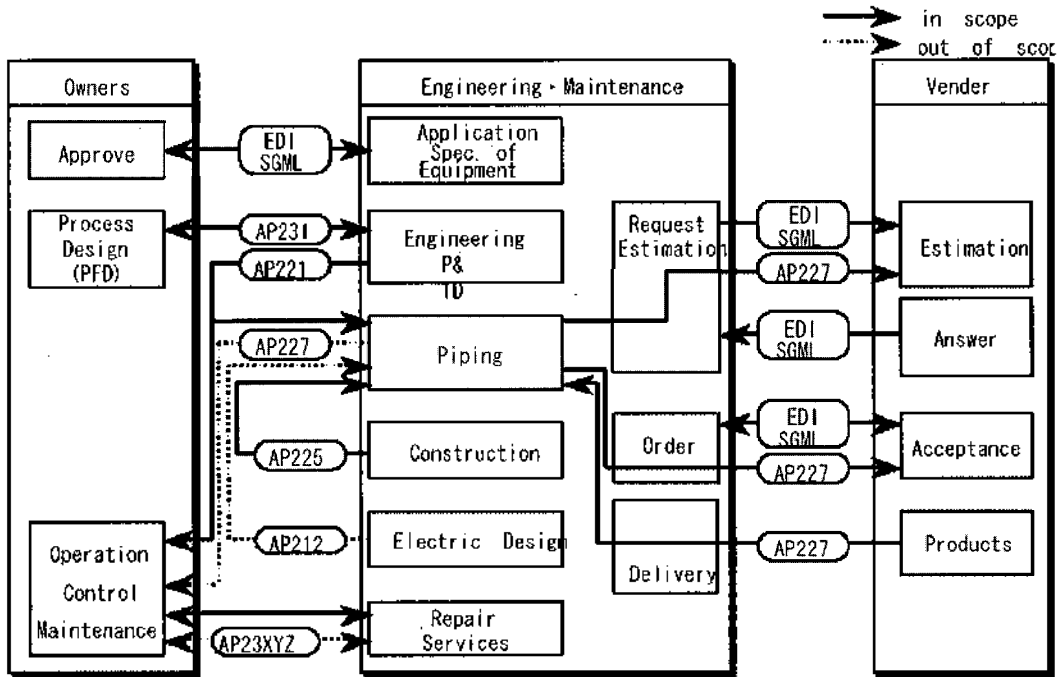 in scope
out of scop
Owners
Engineering・Maintenance
Vender
Approve
EDI
SGML
Application
Spec. of
Equipment
Process
Design
(PFD)
AP231
AP221
Engineering
P&
ID
Request
Estimation
EDI
SGML
AP227
Estimation
AP227
Piping
EDI
SGML
Answer
AP225
Construction
Order
EDI
SGML
AP227
Acceptance
Operation
Control
Maintenance
AP212
Electric Design
Delivery
AP227
Products
AP23XYZ
Repair
Services